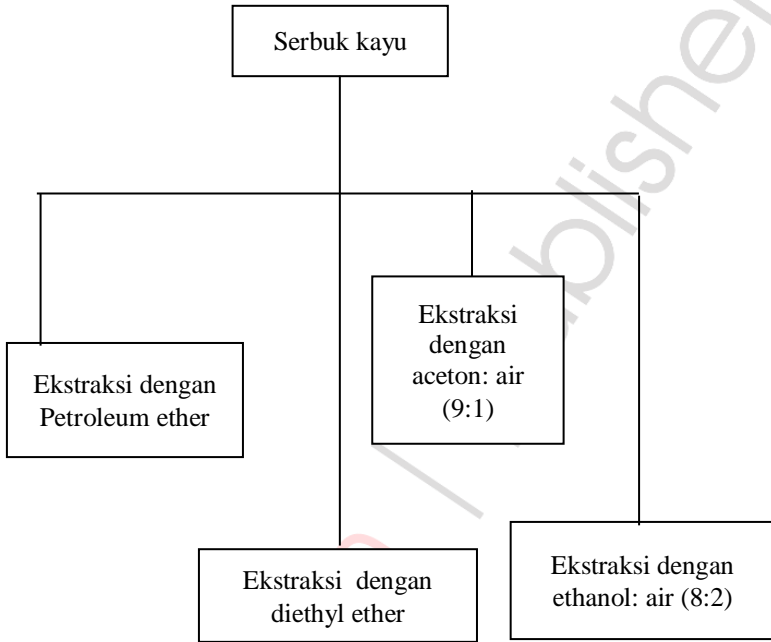 Serbuk kayu
Ekstraksi
dengan
aceton: air
(9:1)
Ekstraksi dengan
Petroleum ether
Ekstraksi dengan
diethyl ether
Ekstraksi dengan
ethanol: air (8:2)